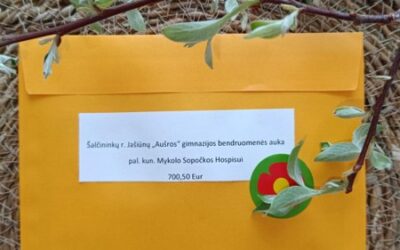 Šalčininkų r. Jašiūnų „Aušros" gimnazijos bendruomenės auka
pal. kun. Mykolo Sopočkos Hospisui
700,50 Eur